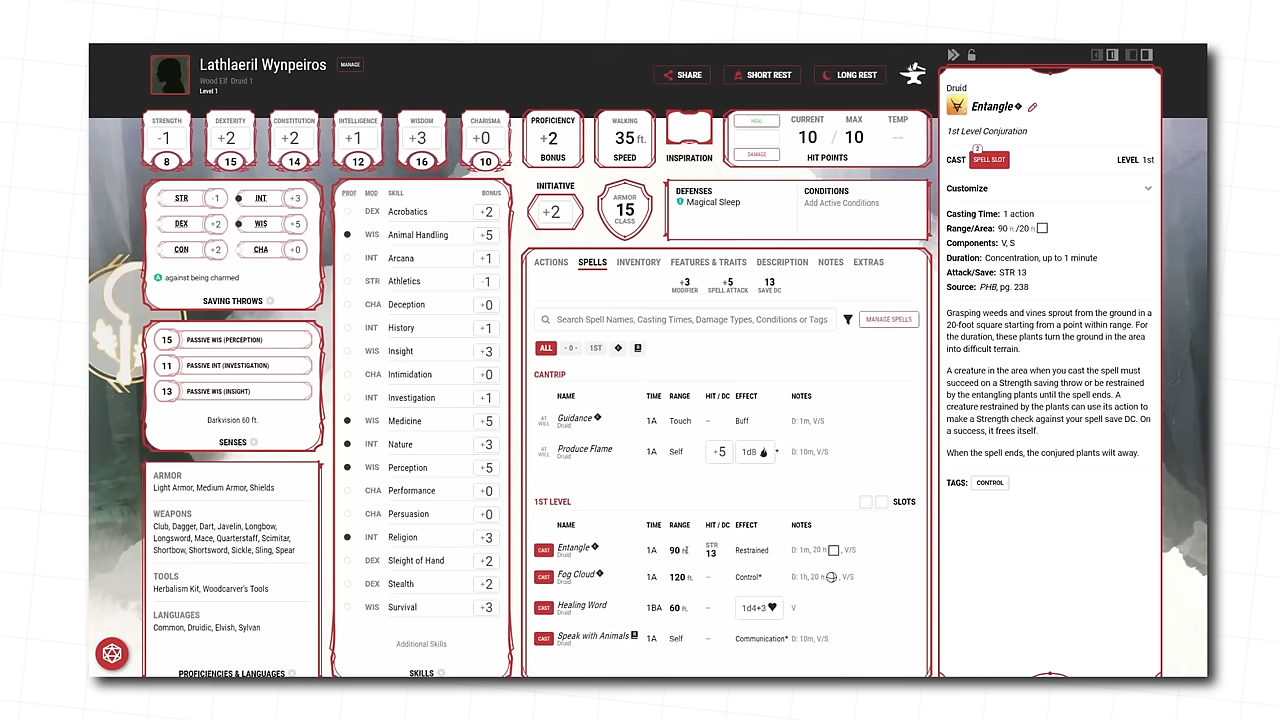 Lathlaeril Wynpeiros
MANAGE
Wood Elf Druid 1
Level 1
SHARE
SHORT REST
LONG REST
STRENGTH
-1
8
DEXTERITY
+2
15
CONSTITUTION
+2
14
INTELLIGENCE
+1
12
WISDOM
+3
16
CHARISMA
+0
10
PROFICIENCY
+2
BONUS
WALKING
35 ft.
SPEED
INSPIRATION
HEAL
DAMAGE
CURRENT MAX TEMP
10 / 10 --
HIT POINTS
STR -1 INT +3
DEX +2 WIS +5
CON +2 CHA +0
A against being charmed
SAVING THROWS
15 PASSIVE WIS (PERCEPTION)
11 PASSIVE INT (INVESTIGATION)
13 PASSIVE WIS (INSIGHT)
Darkvision 60 ft.
SENSES
ARMOR
Light Armor, Medium Armor, Shields
WEAPONS
Club, Dagger, Dart, Javelin, Longbow,
Longsword, Mace, Quarterstaff, Scimitar,
Shortbow, Shortsword, Sickle, Sling, Spear
TOOLS
Herbalism Kit, Woodcarver's Tools
LANGUAGES
Common, Druidic, Elvish, Sylvan
PROFICIENCIES & LANGUAGES
PROF MOD SKILL BONUS
DEX Acrobatics +2
WIS Animal Handling +5
INT Arcana +1
STR Athletics -1
CHA Deception +0
INT History +1
WIS Insight +3
CHA Intimidation +0
INT Investigation +1
WIS Medicine +5
INT Nature +3
WIS Perception +5
CHA Performance +0
CHA Persuasion +0
INT Religion +3
DEX Sleight of Hand +2
DEX Stealth +2
WIS Survival +3
Additional Skills
SKILLS
INITIATIVE
+2
ARMOR
15
CLASS
DEFENSES
Magical Sleep
CONDITIONS
Add Active Conditions
ACTIONS SPELLS INVENTORY FEATURES & TRAITS DESCRIPTION NOTES EXTRAS
+3 +5 13
MODIFIER SPELL ATTACK SAVE DC
Search Spell Names, Casting Times, Damage Types, Conditions or Tags
MANAGE SPELLS
ALL - 0 - 1ST
CANTRIP
NAME TIME RANGE HIT / DC EFFECT NOTES
AT WILL Guidance 1A Touch -- Buff D: 1m, V/S
Druid
AT WILL Produce Flame 1A Self +5 1d8 * D: 10m, V/S
Druid
1ST LEVEL SLOTS
NAME TIME RANGE HIT / DC EFFECT NOTES
CAST Entangle 1A 90 ft. STR 13 Restrained D: 1m, 20 ft. , V/S
Druid
CAST Fog Cloud 1A 120 ft. -- Control* D: 1h, 20 ft. , V/S
Druid
CAST Healing Word 1BA 60 ft. -- 1d4+3 V
Druid
CAST Speak with Animals 1A Self -- Communication* D: 10m, V/S
Druid
Druid
Entangle
1st Level Conjuration
CAST 2 SPELL SLOT LEVEL 1st
Customize
Casting Time: 1 action
Range/Area: 90 ft./20 ft.
Components: V, S
Duration: Concentration, up to 1 minute
Attack/Save: STR 13
Source: PHB, pg. 238
Grasping weeds and vines sprout from the ground in a
20-foot square starting from a point within range. For
the duration, these plants turn the ground in the area
into difficult terrain.
A creature in the area when you cast the spell must
succeed on a Strength saving throw or be restrained
by the entangling plants until the spell ends. A
creature restrained by the plants can use its action to
make a Strength check against your spell save DC. On
a success, it frees itself.
When the spell ends, the conjured plants wilt away.
TAGS: CONTROL